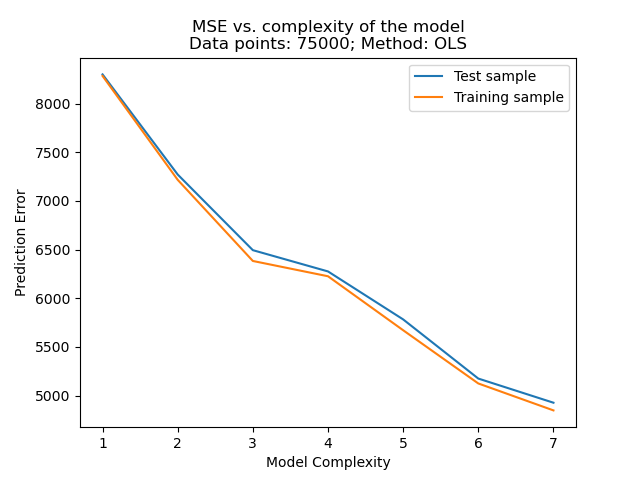 MSE vs. complexity of the model
Data points: 75000; Method: OLS
Test sample
Training sample
Prediction Error
8000
7500
7000
6500
6000
5500
5000
1 2 3 4 5 6 7
Model Complexity